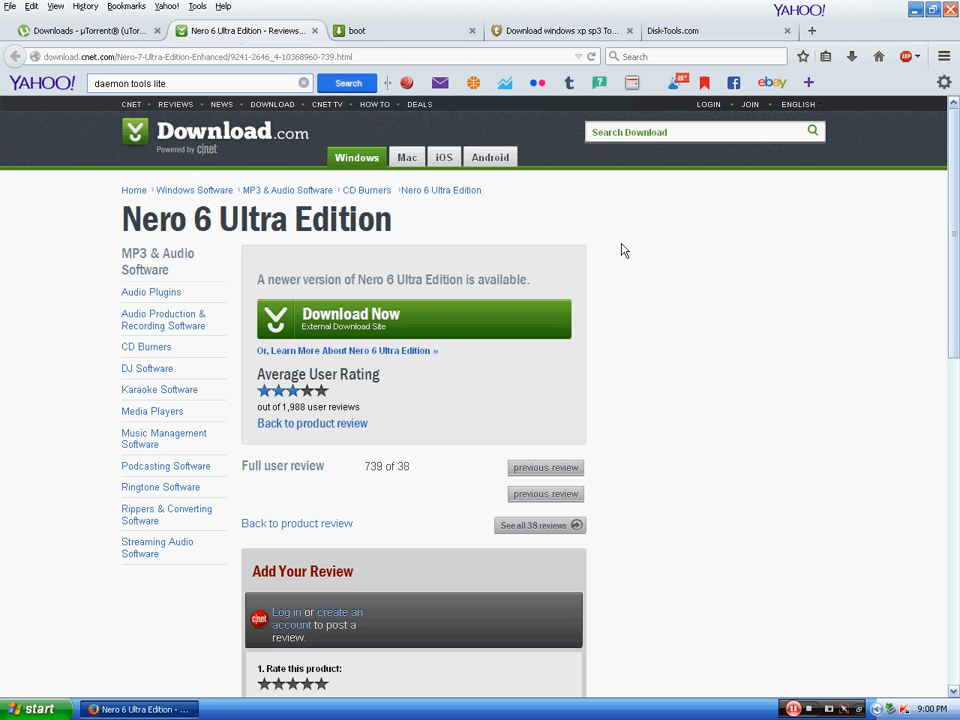 File Edit View History Bookmarks Yahoo! Tools Help
YAHOO!
Downloads - µTorrent® (uTor...
Nero 6 Ultra Edition - Reviews...
boot
Download windows xp sp3 To...
Disk-Tools.com
download.cnet.com/Nero-7-Ultra-Edition-Enhanced/9241-2646_4-10368960-739.html
Search
YAHOO!
daemon tools lite
Search
ebay
CNET REVIEWS NEWS DOWNLOAD CNET TV HOW TO DEALS
LOGIN JOIN ENGLISH
Download.com
Powered by c|net
Search Download
Windows Mac iOS Android
Home › Windows Software › MP3 & Audio Software › CD Burners › Nero 6 Ultra Edition
Nero 6 Ultra Edition
MP3 & Audio
Software
Audio Plugins
Audio Production &
Recording Software
CD Burners
DJ Software
Karaoke Software
Media Players
Music Management
Software
Podcasting Software
Ringtone Software
Rippers & Converting
Software
Streaming Audio
Software
A newer version of Nero 6 Ultra Edition is available.
Download Now
External Download Site
Or, Learn More About Nero 6 Ultra Edition »
Average User Rating
out of 1,988 user reviews
Back to product review
Full user review 739 of 38
previous review
previous review
Back to product review
See all 38 reviews
Add Your Review
c|net
Log in or create an
account to post a
review.
1. Rate this product:
start
Nero 6 Ultra Edition - ...
9:00 PM